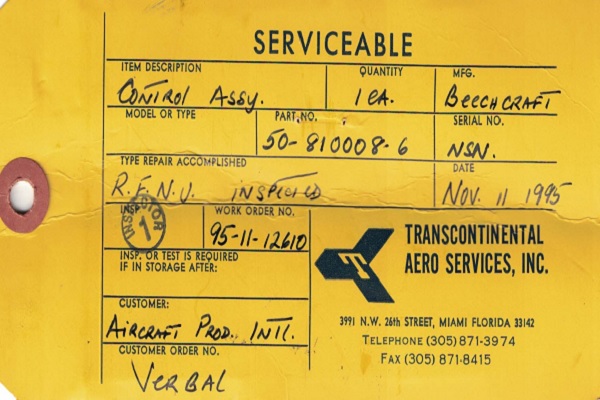 SERVICEABLE
ITEM DESCRIPTION QUANTITY MFG.
CONTROL ASSY. 1 EA. BEECHCRAFT
MODEL OR TYPE PART NO. SERIAL NO.
50-810008-6 NSN.
TYPE REPAIR ACCOMPLISHED DATE
R.F.N.U. INSPECTED NOV. 11 1995
INSP. WORK ORDER NO.
INSPECTOR 1 95-11-12610
INSP. OR TEST IS REQUIRED
IF IN STORAGE AFTER:
T
TRANSCONTINENTAL
AERO SERVICES, INC.
CUSTOMER:
AIRCRAFT PROD. INTL.
CUSTOMER ORDER NO.
VERBAL
3991 N.W. 26th STREET, MIAMI FLORIDA 33142
TELEPHONE (305) 871-3974
FAX (305) 871-8415